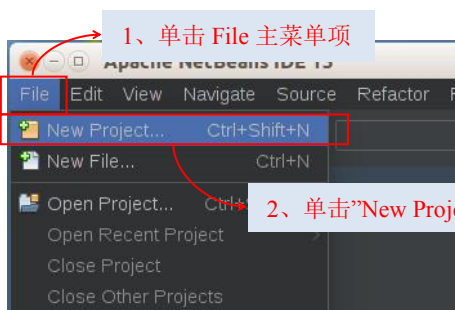 1、单击 File 主菜单项
Apache NetBeans IDE 13
File Edit View Navigate Source Refactor
New Project... Ctrl+Shift+N
New File... Ctrl+N
Open Project...
2、单击”New Proj
Open Recent Project
Close Project
Close Other Projects